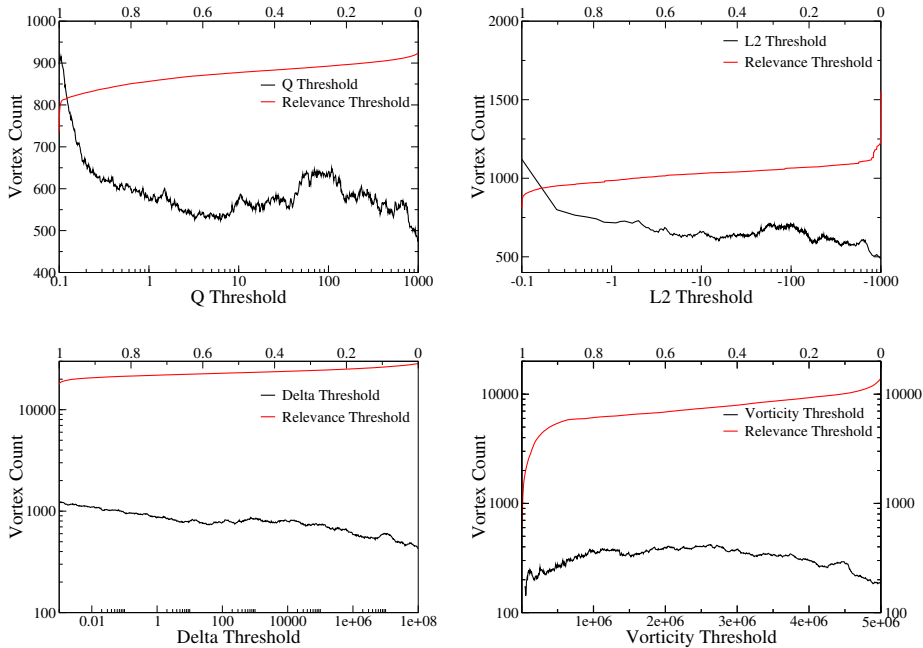 1 0.8 0.6 0.4 0.2 0
1000
900
800
700
600
500
400
Vortex Count
Q Threshold
Relevance Threshold
0.1 1 10 100 1000
Q Threshold
1 0.8 0.6 0.4 0.2 0
2000
1500
1000
500
Vortex Count
L2 Threshold
Relevance Threshold
-0.1 -1 -10 -100 -1000
L2 Threshold
1 0.8 0.6 0.4 0.2 0
10000
1000
100
Vortex Count
Delta Threshold
Relevance Threshold
0.01 1 100 10000 1e+06 1e+08
Delta Threshold
1 0.8 0.6 0.4 0.2 0
10000
1000
100
Vortex Count
Vorticity Threshold
Relevance Threshold
10000
1000
100
1e+06 2e+06 3e+06 4e+06 5e+06
Vorticity Threshold